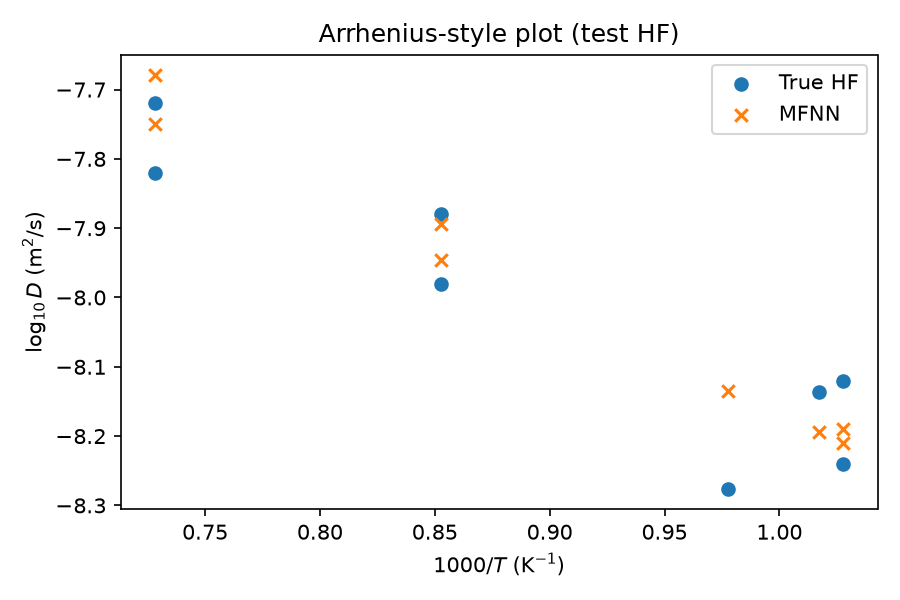 Arrhenius-style plot (test HF)
True HF
MFNN
−7.7
−7.8
−7.9
−8.0
−8.1
−8.2
−8.3
log₁₀ D (m²/s)
0.75 0.80 0.85 0.90 0.95 1.00
1000/T (K⁻¹)